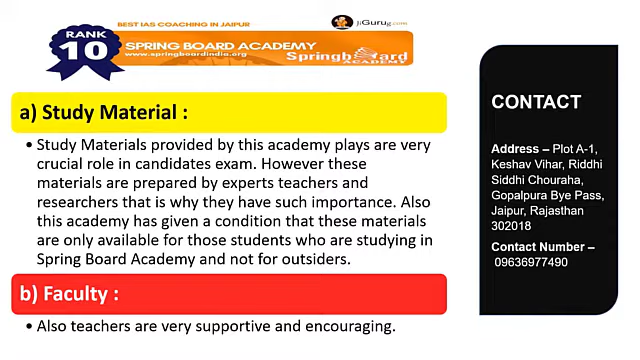 BEST IAS COACHING IN JAIPUR
JiGurug.com
RANK
10
SPRING BOARD ACADEMY
www.springboardindia.org
Springboard
ACADEMY
a) Study Material :
• Study Materials provided by this academy plays are very
crucial role in candidates exam. However these
materials are prepared by experts teachers and
researchers that is why they have such importance. Also
this academy has given a condition that these materials
are only available for those students who are studying in
Spring Board Academy and not for outsiders.
b) Faculty :
• Also teachers are very supportive and encouraging.
CONTACT
Address – Plot A-1,
Keshav Vihar, Riddhi
Siddhi Chouraha,
Gopalpura Bye Pass,
Jaipur, Rajasthan
302018
Contact Number –
09636977490